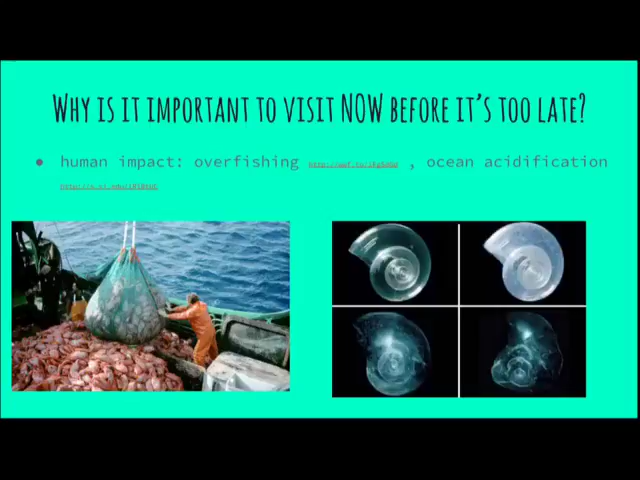 Why is it important to visit NOW before it's too late?
● human impact: overfishing , ocean acidification